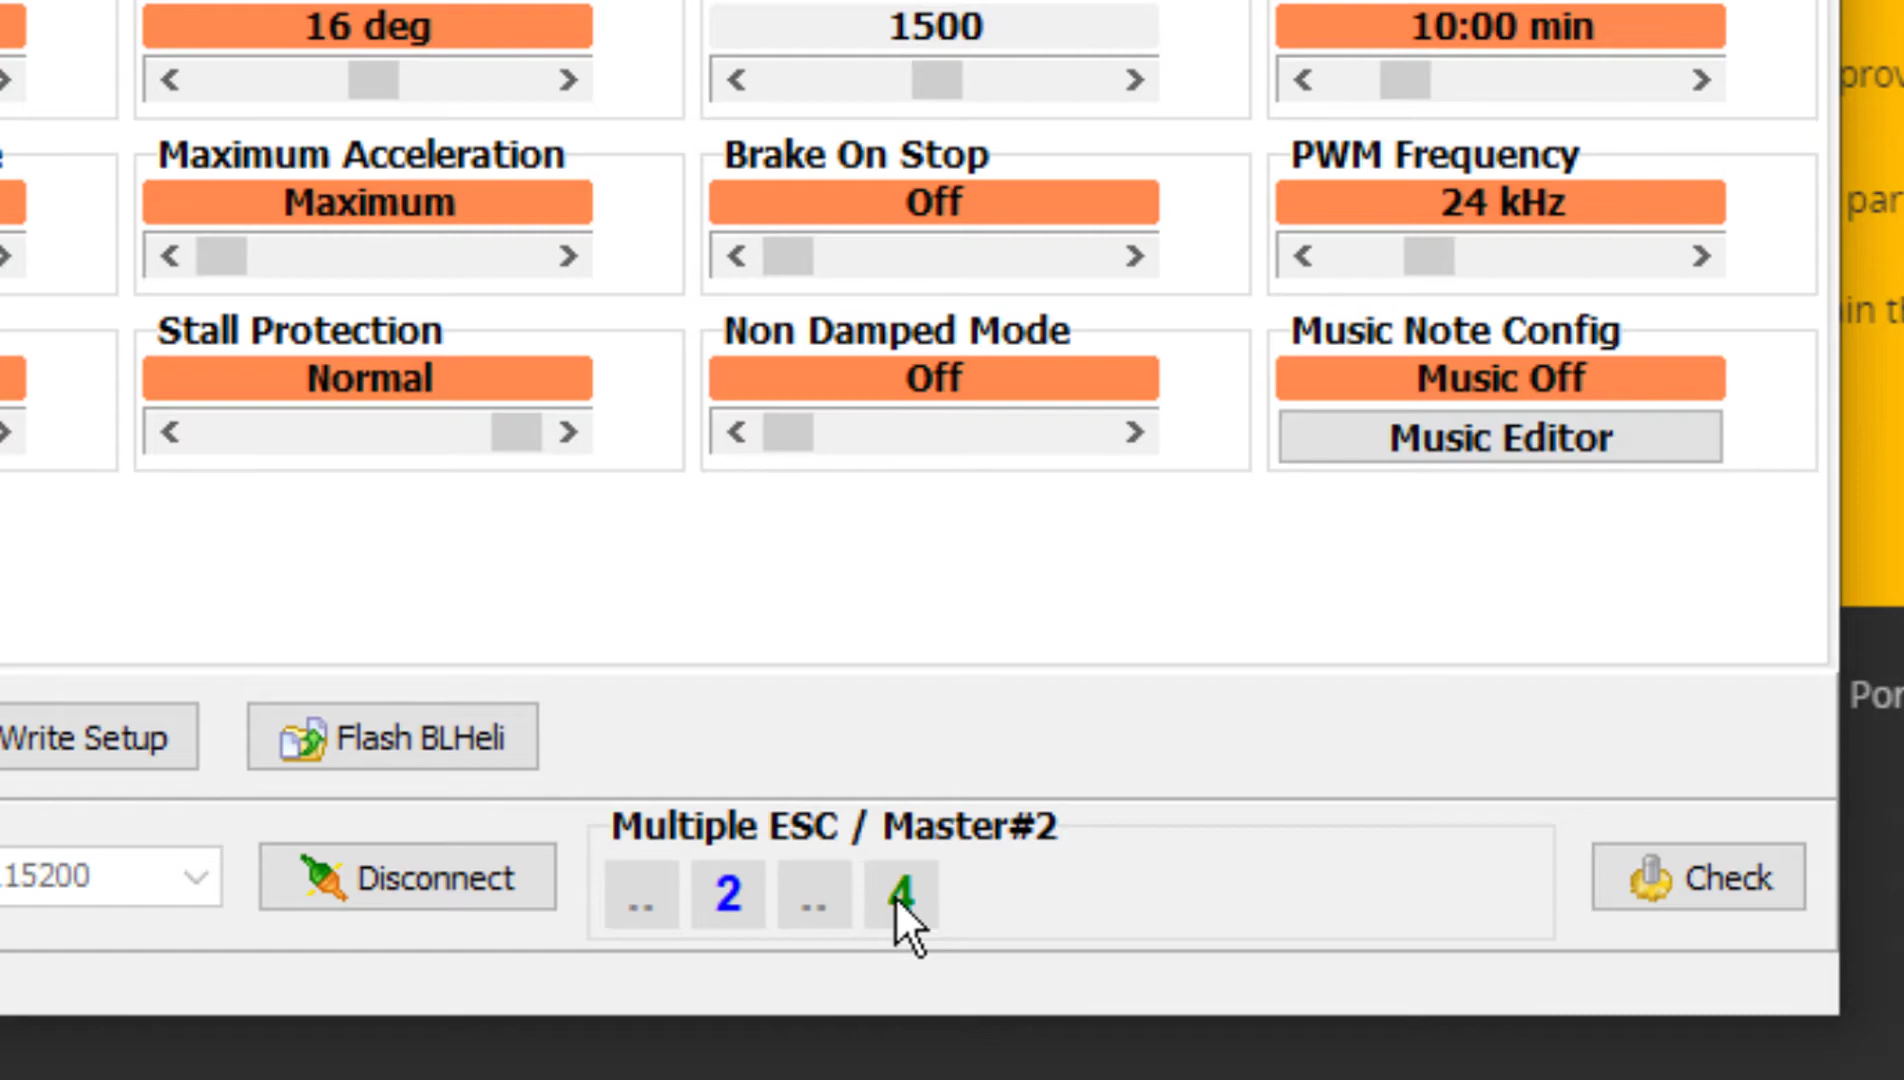 16 deg
1500
10:00 min
Maximum Acceleration
Brake On Stop
PWM Frequency
Maximum
Off
24 kHz
Stall Protection
Non Damped Mode
Music Note Config
Normal
Off
Music Off
Music Editor
Write Setup
Flash BLHeli
Multiple ESC / Master#2
15200
Disconnect
..
2
..
4
Check